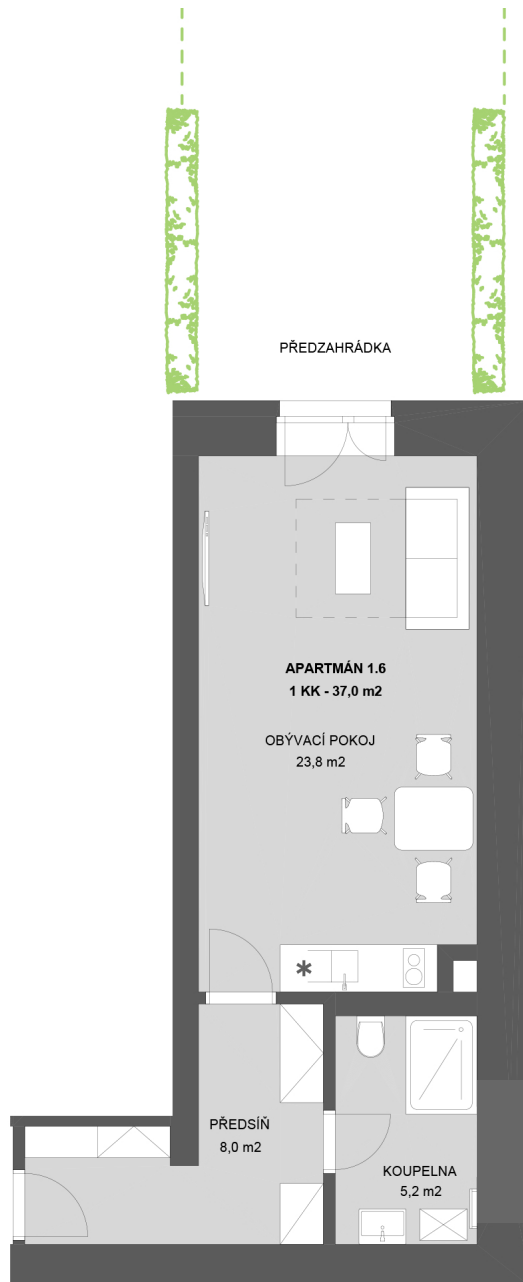 PŘEDZAHRÁDKA
APARTMÁN 1.6
1 KK - 37,0 m2
OBÝVACÍ POKOJ
23,8 m2
PŘEDSÍŇ
8,0 m2
KOUPELNA
5,2 m2